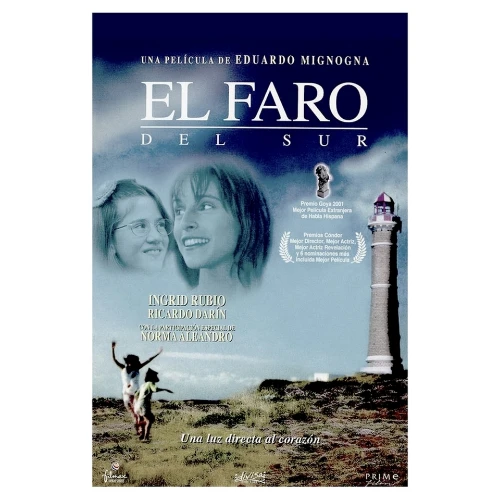 UNA PELÍCULA DE EDUARDO MIGNOGNA
EL FARO
DEL SUR
Premio Goya 2001
Mejor Película Extranjera
de Habla Hispana
Premios Cóndor
Mejor Director, Mejor Actriz,
Mejor Actriz Revelación
y 6 nominaciones más
Incluida Mejor Película
INGRID RUBIO
RICARDO DARÍN
CON LA PARTICIPACIÓN ESPECIAL DE
NORMA ALEANDRO
Una luz directa al corazón
filmax
PRIME